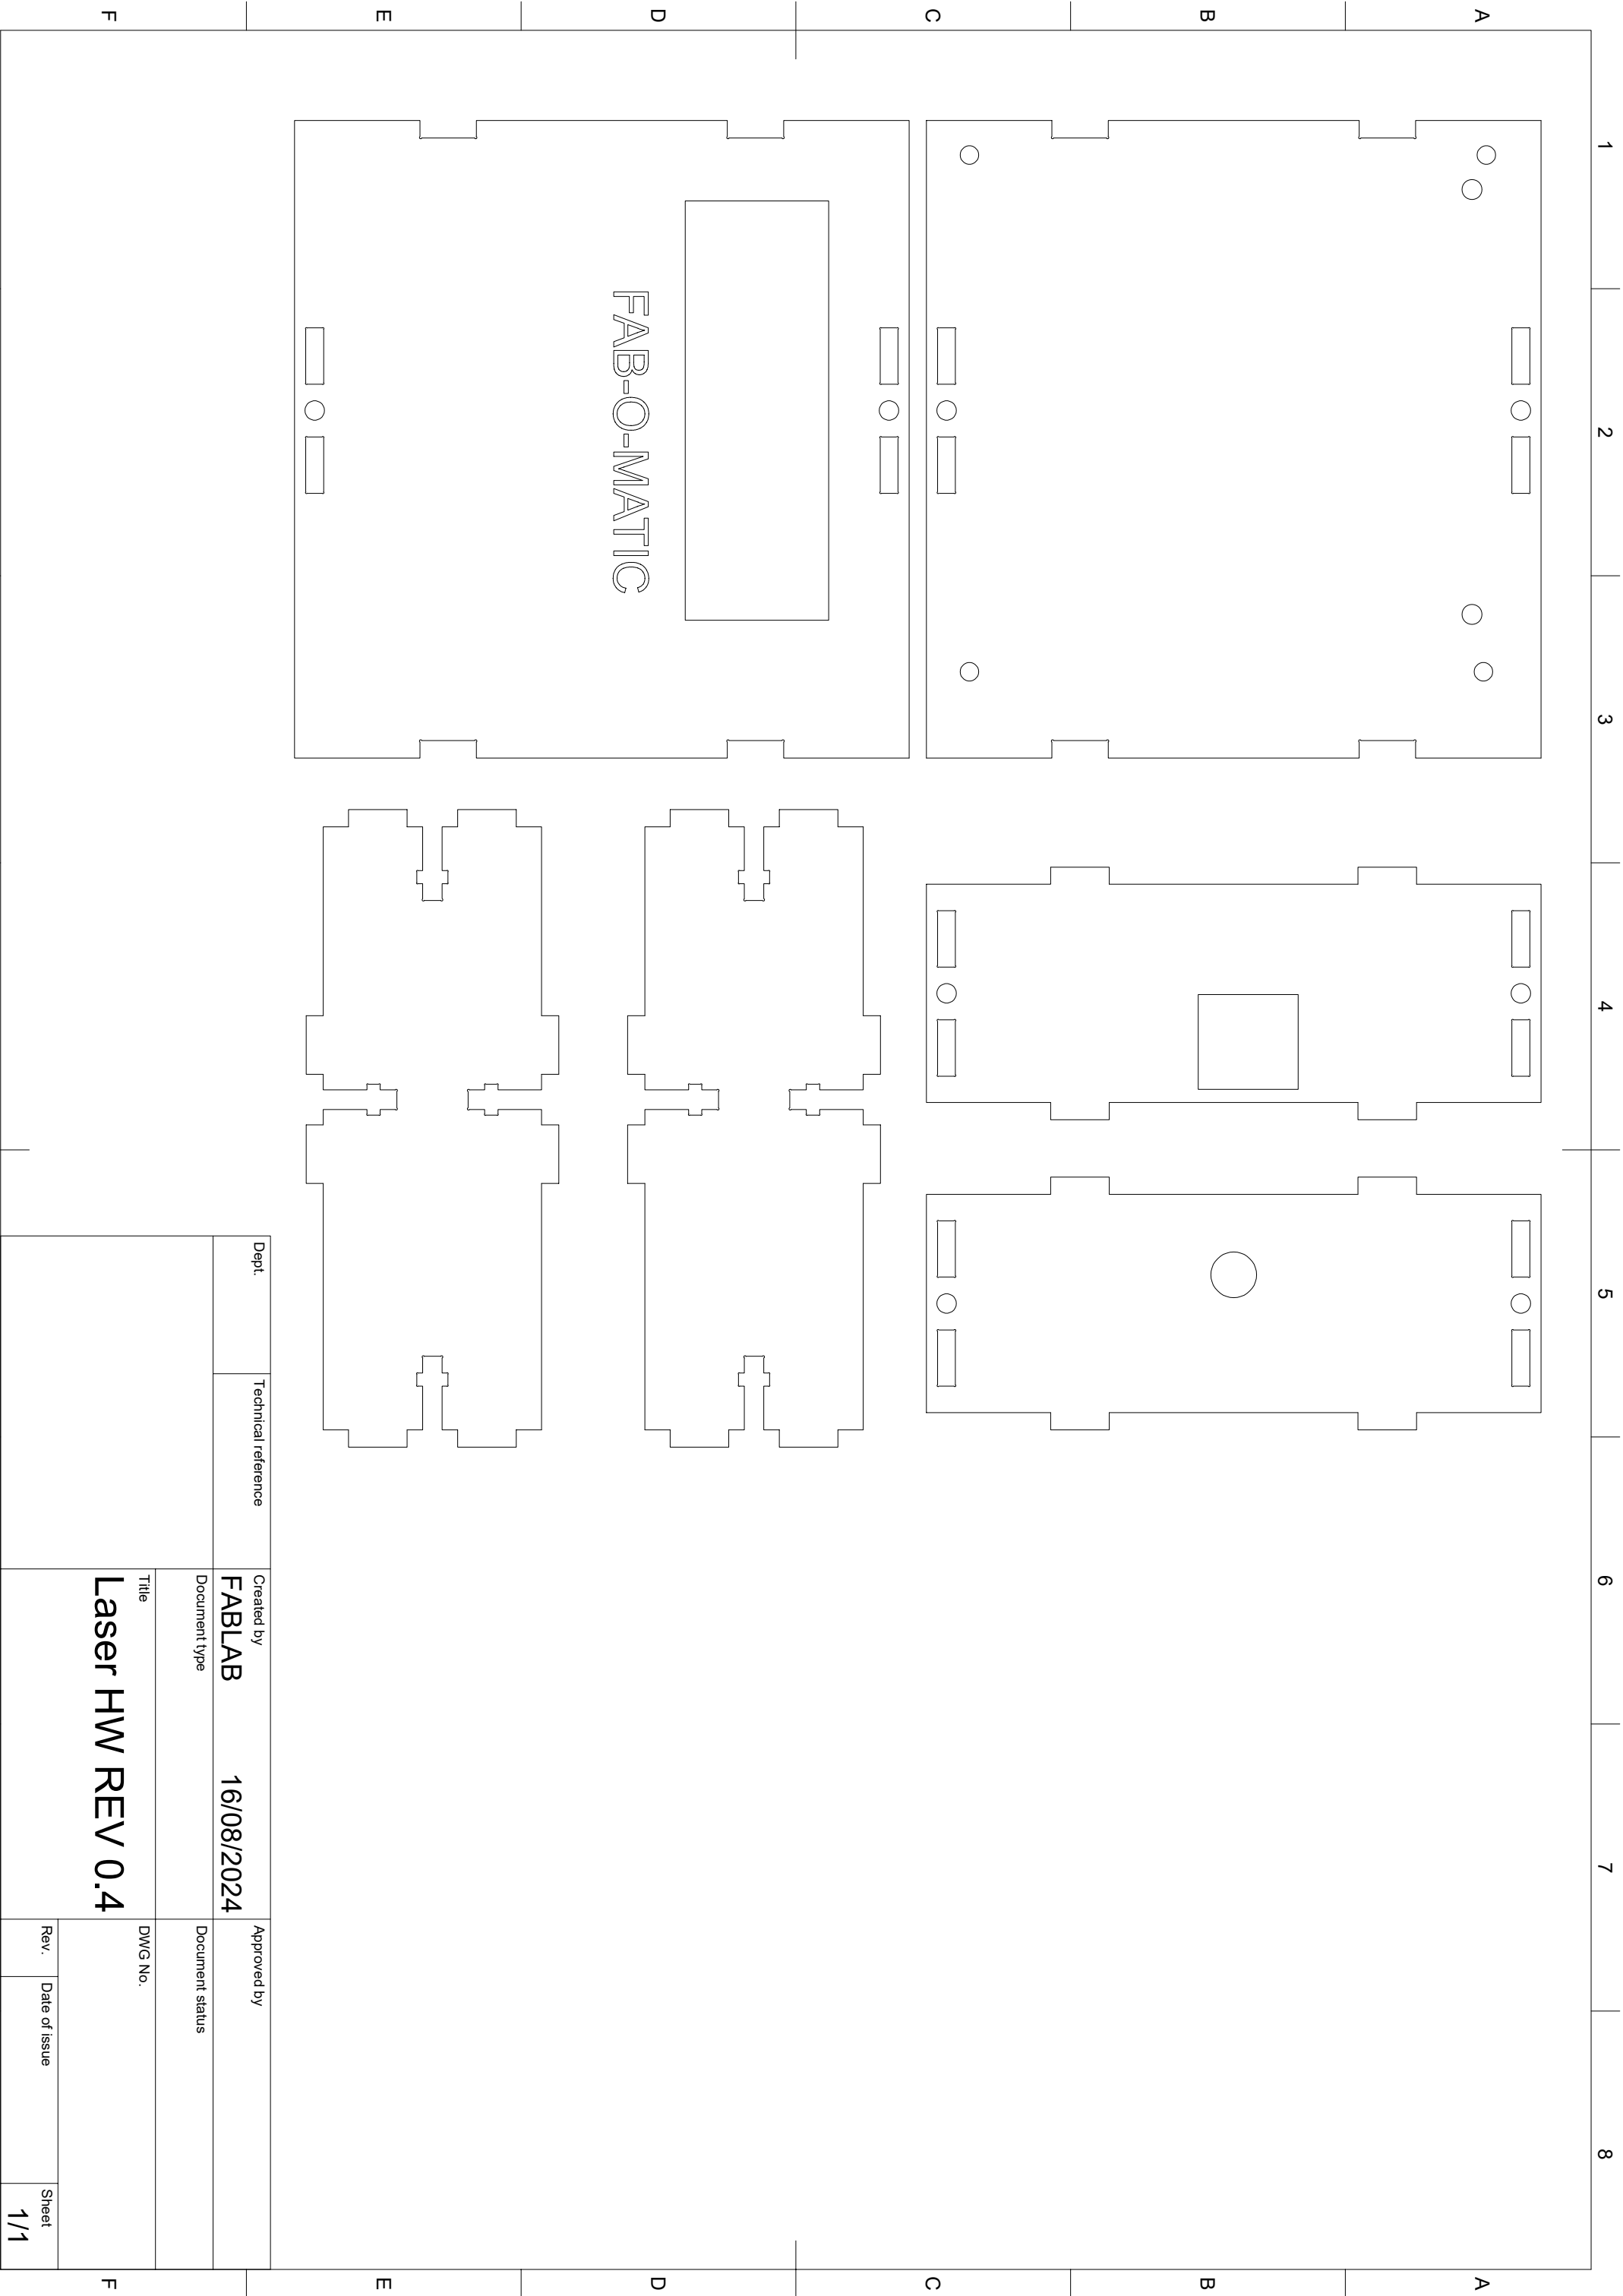 1 2 3 4 5 6 7 8
A A
B B
C C
D D
E E
F F
FAB-O-MATIC
Dept.
Technical reference
Created by
Approved by
FABLAB 16/08/2024
Document type
Document status
Title
DWG No.
Laser HW REV 0.4
Rev.
Date of issue
Sheet
1/1